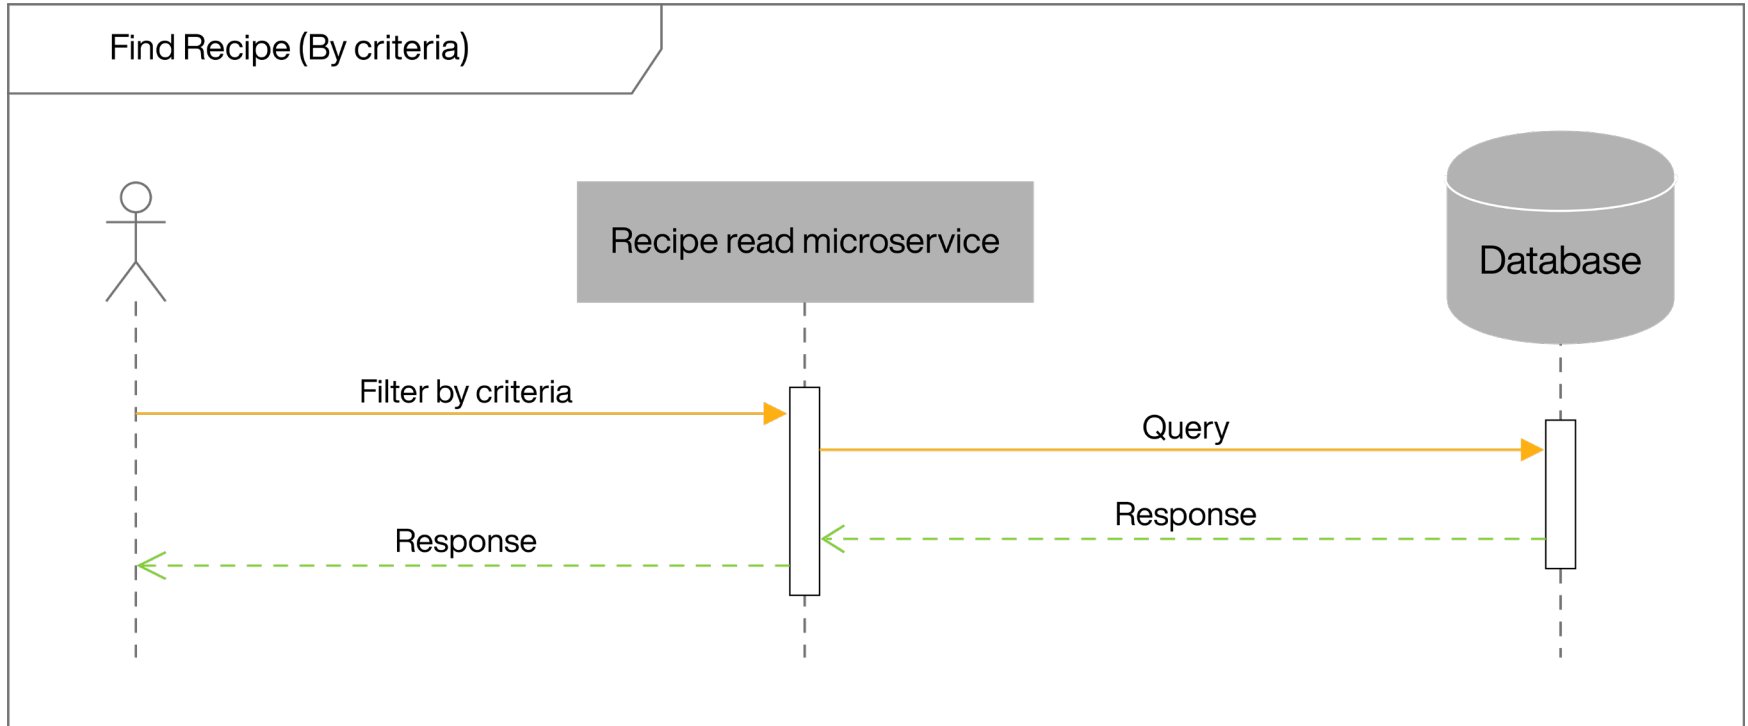 Find Recipe (By criteria)
Recipe read microservice
Database
Filter by criteria
Query
Response
Response